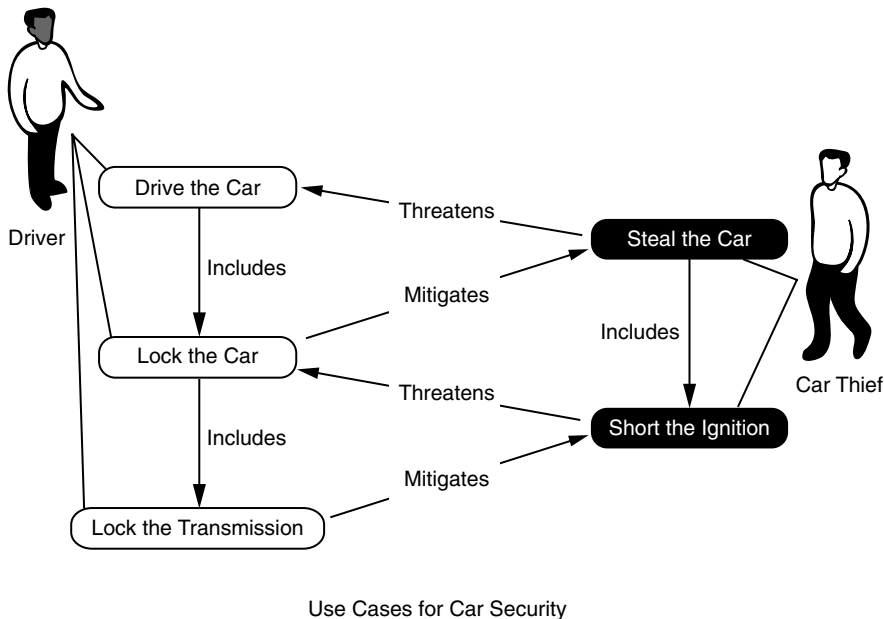 Driver
Drive the Car
Threatens
Steal the Car
Includes
Mitigates
Includes
Lock the Car
Threatens
Car Thief
Short the Ignition
Includes
Mitigates
Lock the Transmission
Use Cases for Car Security